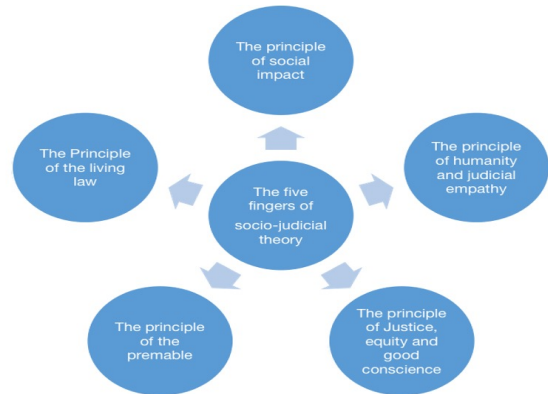 The principle
of social
impact
The Principle
of the living
law
The principle
of humanity
and judicial
empathy
The five
fingers of
socio-judicial
theory
The principle
of the
premable
The principle
of Justice,
equity and
good
conscience